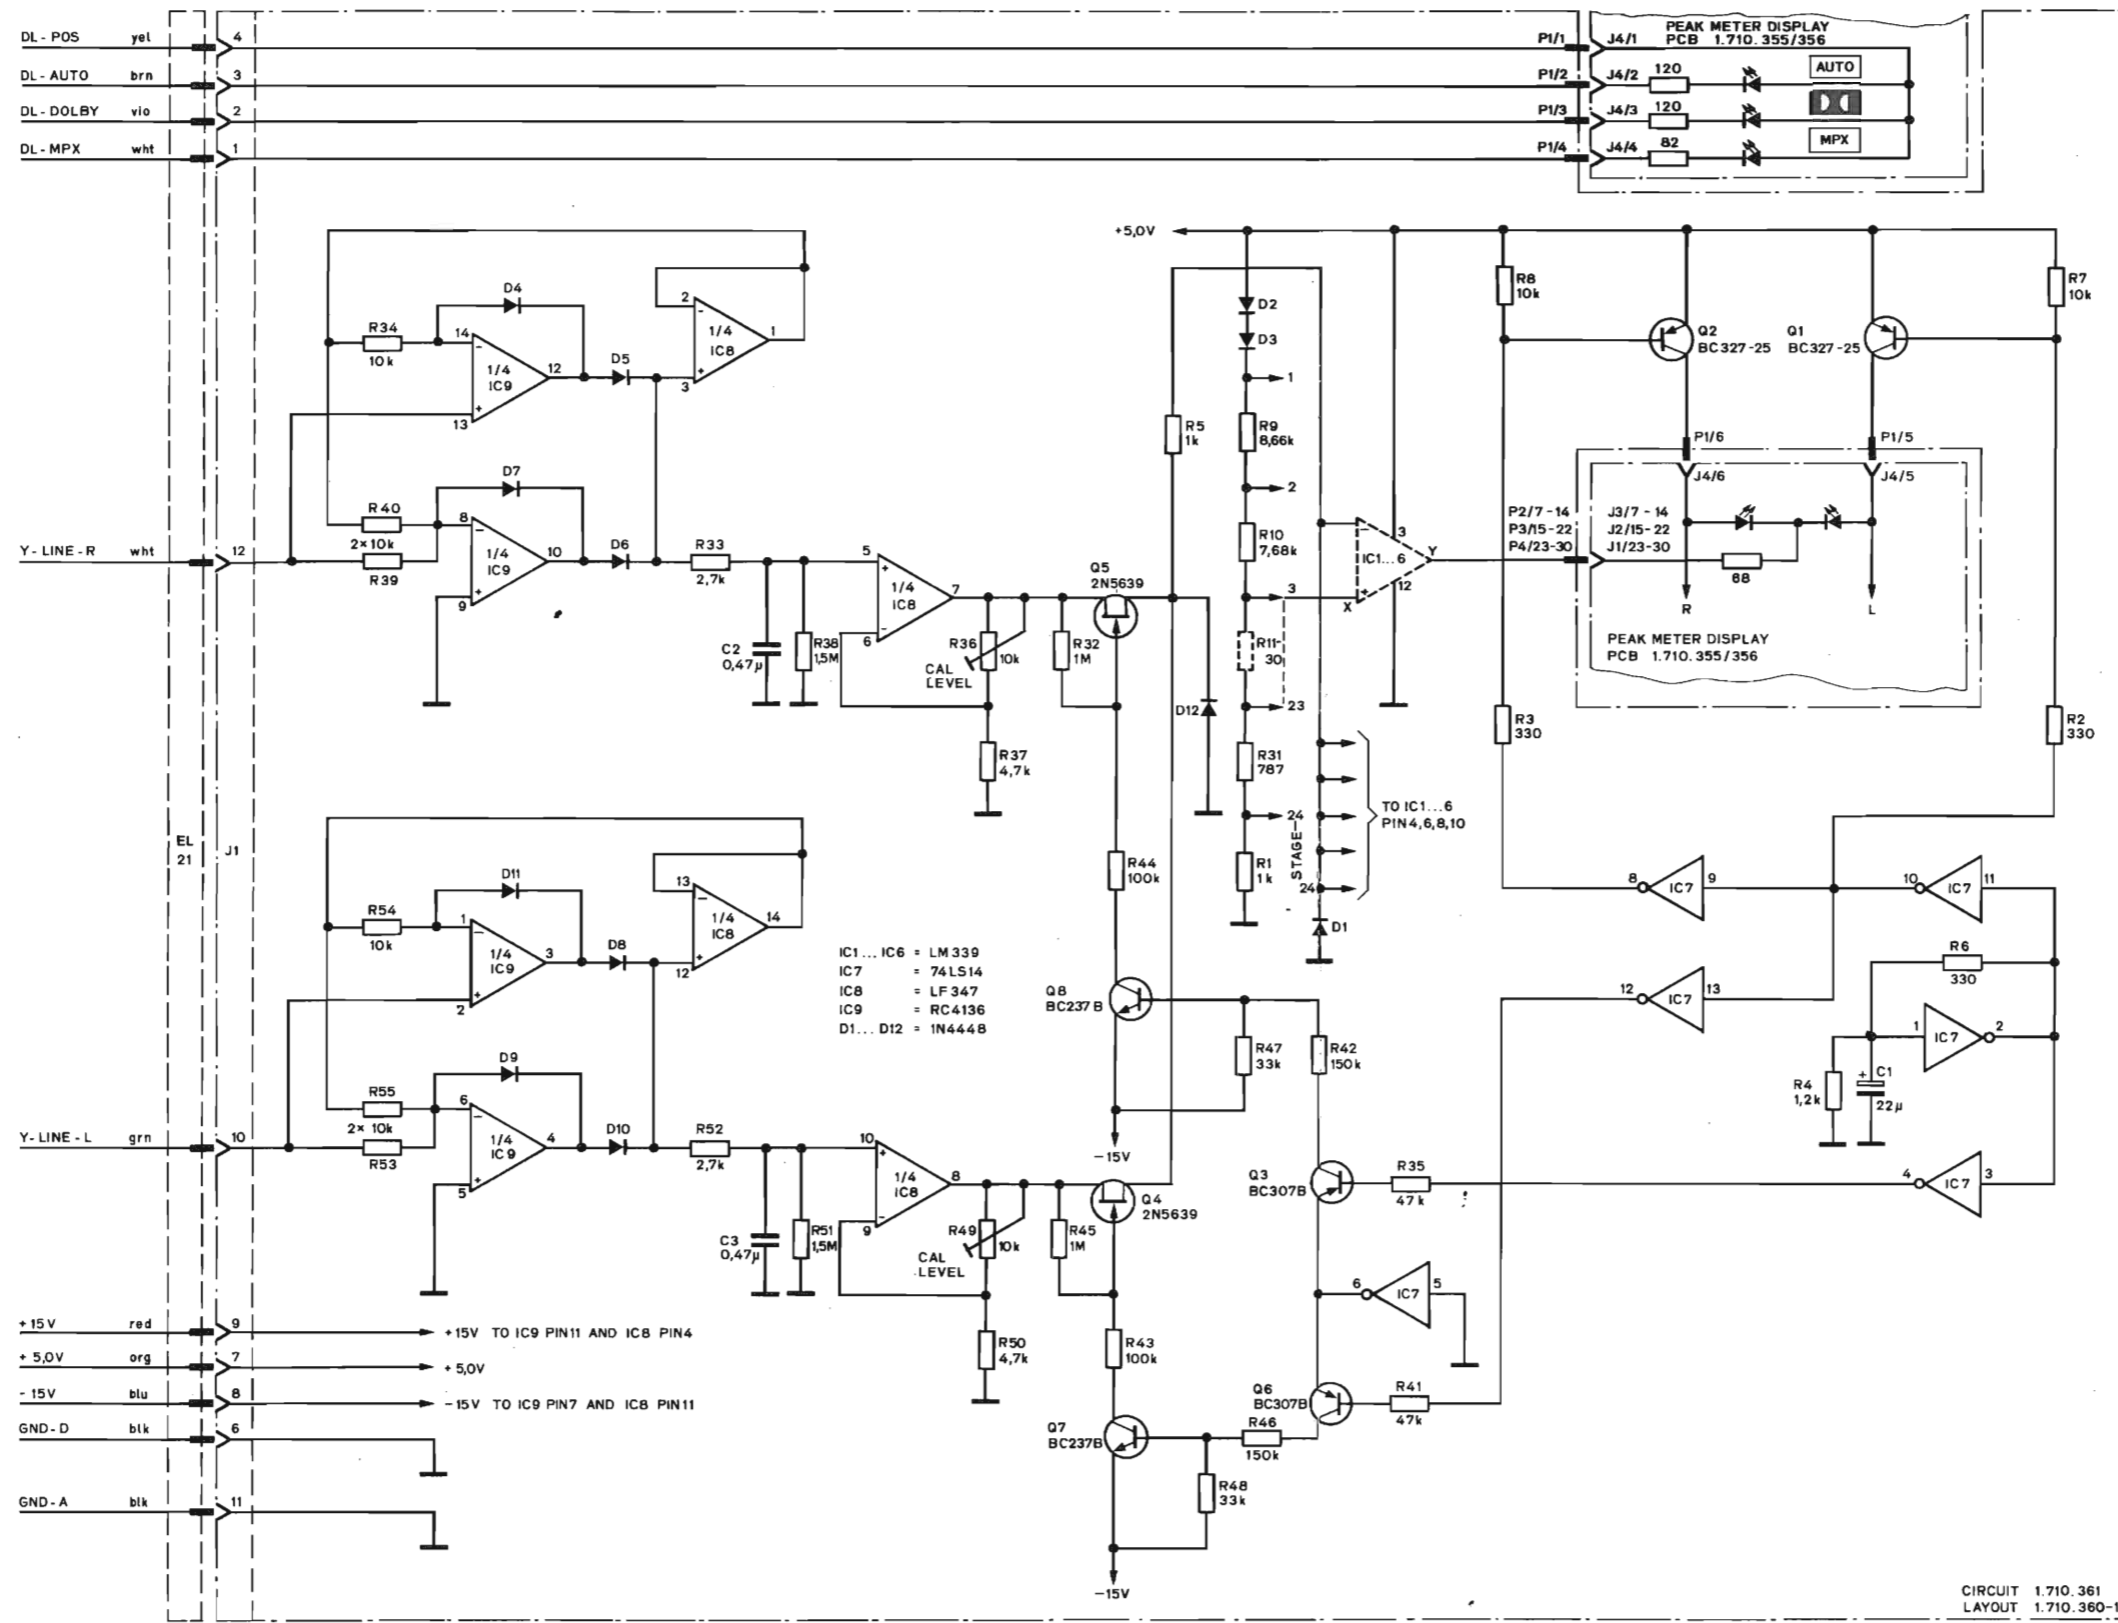 DL-POS yel 4
DL-AUTO brn 3
DL-DOLBY vio 2
DL-MPX wht 1
PEAK METER DISPLAY
PCB 1.710.355/356
P1/1 J4/1
P1/2 J4/2 120 AUTO
P1/3 J4/3 120
P1/4 J4/4 82 MPX
+5,0V
D4
R34
10k
14
-
1/4
IC9
12
+
13
D5
2
-
1/4
IC8
1
+
3
D7
R40
2×10k
R39
8
-
1/4
IC9
10
+
9
D6
Y-LINE-R wht 12
R33
2,7k
C2
0,47µ
R38
1,5M
5
+
1/4
IC8
7
-
6
R36
10k
CAL
LEVEL
R37
4,7k
R32
1M
Q5
2N5639
R5
1k
D12
D2
D3
1
R9
8,66k
2
R10
7,68k
3
R11-
30
23
R31
787
24
R1
1k
STAGE
24
D1
TO IC1...6
PIN 4,6,8,10
-
3
IC1...6
Y
+
12
X
R8
10k
Q2
BC327-25
Q1
BC327-25
R7
10k
P1/6
J4/6
P1/5
J4/5
P2/7-14
P3/15-22
P4/23-30
J3/7-14
J2/15-22
J1/23-30
68
R
L
PEAK METER DISPLAY
PCB 1.710.355/356
R3
330
R2
330
EL
21
J1
D11
R54
10k
1
-
1/4
IC9
3
+
2
D8
13
-
1/4
IC8
14
+
12
IC1...IC6 = LM339
IC7 = 74LS14
IC8 = LF347
IC9 = RC4136
D1...D12 = 1N4448
D9
R55
2× 10k
R53
6
-
1/4
IC9
4
+
5
D10
Y-LINE-L grn 10
R52
2,7k
C3
0,47µ
R51
1,5M
10
+
1/4
IC8
8
-
9
R49
10k
CAL
LEVEL
R50
4,7k
R45
1M
Q4
2N5639
R44
100k
Q8
BC237B
R47
33k
R42
150k
-15V
Q3
BC307B
R35
47k
R43
100k
Q7
BC237B
R46
150k
R48
33k
Q6
BC307B
R41
47k
-15V
8 IC7 9
10 IC7 11
12 IC7 13
R6
330
1 IC7 2
R4
1,2k
+ C1
22µ
4 IC7 3
6 IC7 5
+15V red 9
+15V TO IC9 PIN11 AND IC8 PIN4
+ 5,0V org 7
+ 5,0V
- 15V blu 8
-15V TO IC9 PIN7 AND IC8 PIN11
GND-D blk 6
GND-A blk 11
CIRCUIT 1.710.361
LAYOUT 1.710.360-1